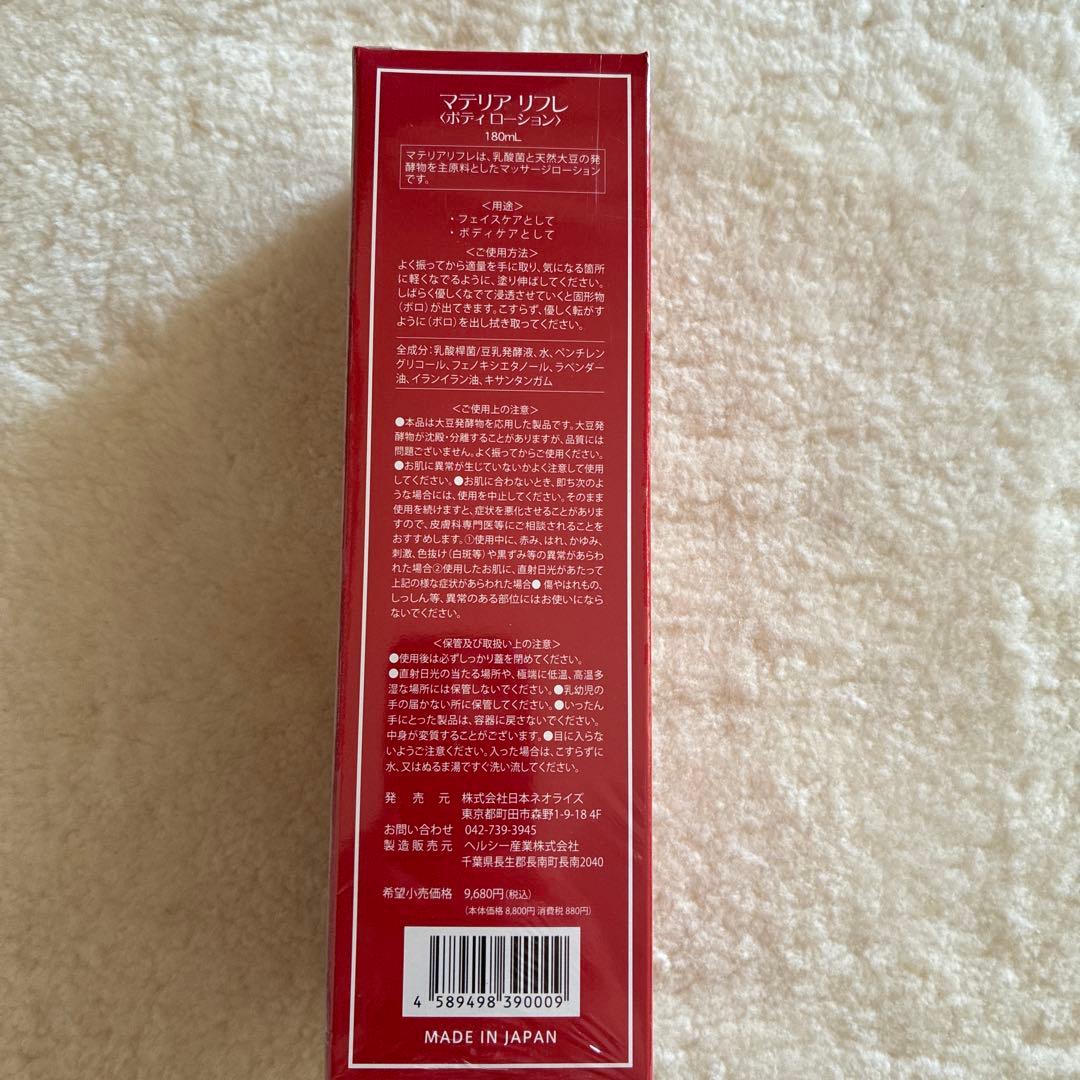 マテリア リフレ
〈ボディ ローション〉
180mL
マテリアリフレは、乳酸菌と天然大豆の発
酵物を主原料としたマッサージローション
です。
＜用途＞
・フェイスケアとして
・ボディケアとして
＜ご使用方法＞
よく振ってから適量を手に取り、気になる箇所
に軽くなでるように、塗り伸ばしてください。
しばらく優しくなでて浸透させていくと固形物
（ポロ）が出てきます。こすらず、優しく転がす
ように（ポロ）を出し拭き取ってください。
全成分：乳酸桿菌/豆乳発酵液、水、ペンチレン
グリコール、フェノキシエタノール、ラベンダー
油、イランイラン油、キサンタンガム
＜ご使用上の注意＞
●本品は大豆発酵物を応用した製品です。大豆発
酵物が沈殿・分離することがありますが、品質には
問題ございません。よく振ってからご使用ください。
●お肌に異常が生じていないかよく注意して使用
してください。●お肌に合わないとき、即ち次のよ
うな場合には、使用を中止してください。そのまま
使用を続けますと、症状を悪化させることがありま
すので、皮膚科専門医等にご相談されることを
おすすめします。①使用中に、赤み、はれ、かゆみ、
刺激、色抜け（白斑等）や黒ずみ等の異常があらわ
れた場合②使用したお肌に、直射日光があたって
上記の様な症状があらわれた場合● 傷やはれもの、
しっしん等、異常のある部位にはお使いになら
ないでください。
＜保管及び取扱い上の注意＞
●使用後は必ずしっかり蓋を閉めてください。
●直射日光の当たる場所や、極端に低温、高温多
湿な場所には保管しないでください。●乳幼児の
手の届かない所に保管してください。●いったん
手にとった製品は、容器に戻さないでください。
中身が変質することがございます。●目に入らな
いようご注意ください。入った場合は、こすらずに
水、又はぬるま湯ですぐ洗い流してください。
発 売 元 株式会社日本ネオライズ
東京都町田市森野1-9-18 4F
お問い合わせ 042-739-3945
製造販売元 ヘルシー産業株式会社
千葉県長生郡長南町長南2040
希望小売価格 9,680円（税込）
（本体価格 8,800円 消費税 880円）
4 589498 390009
MADE IN JAPAN